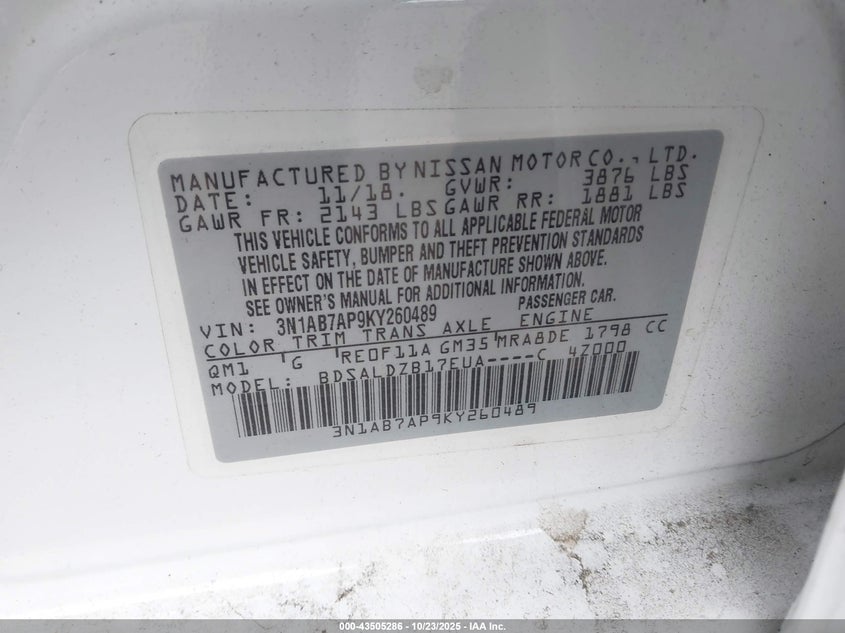 MANUFACTURED BY NISSAN MOTOR CO., LTD.
DATE: 11/18. GVWR: 3876 LBS
GAWR FR: 2143 LBS GAWR RR: 1881 LBS
THIS VEHICLE CONFORMS TO ALL APPLICABLE FEDERAL MOTOR
VEHICLE SAFETY, BUMPER AND THEFT PREVENTION STANDARDS
IN EFFECT ON THE DATE OF MANUFACTURE SHOWN ABOVE.
SEE OWNER'S MANUAL FOR ADDITIONAL INFORMATION.
VIN: 3N1AB7AP9KY260489 PASSENGER CAR.
COLOR TRIM TRANS AXLE ENGINE
QM1 G RE0F11A GM35 MRA8DE 1798 CC
MODEL: BDSALDZB17EUA----C 4Z000
3N1AB7AP9KY260489
000-43505286 - 10/23/2025 - IAA Inc.